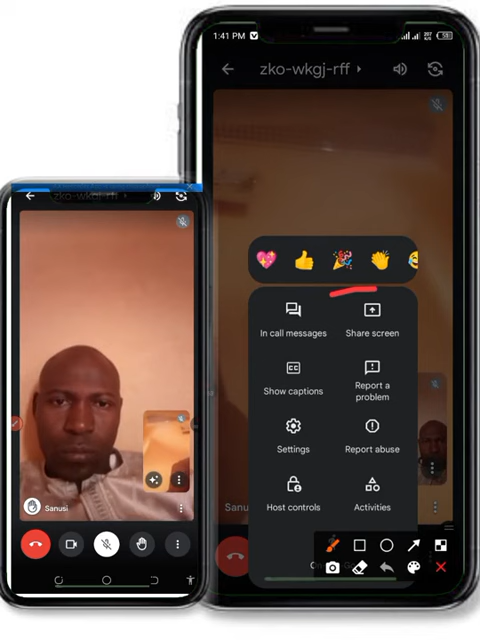 1:41 PM
zko-wkgj-rff
zko-wkgj-rff
In call messages
Share screen
CC
Show captions
Report a
problem
Settings
Report abuse
Host controls
Activities
Sanusi
Sanu